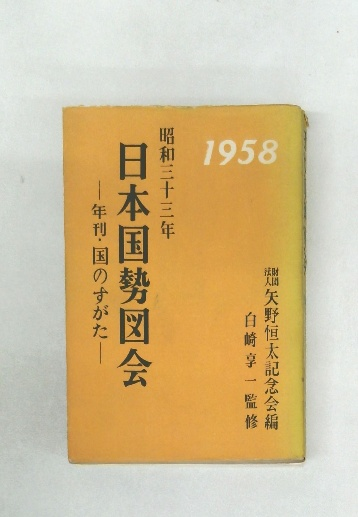 1958
昭和三十三年
日本国勢図会
―年刊・国のすがた―
財団法人 矢野恒太記念会編
白崎享一監修